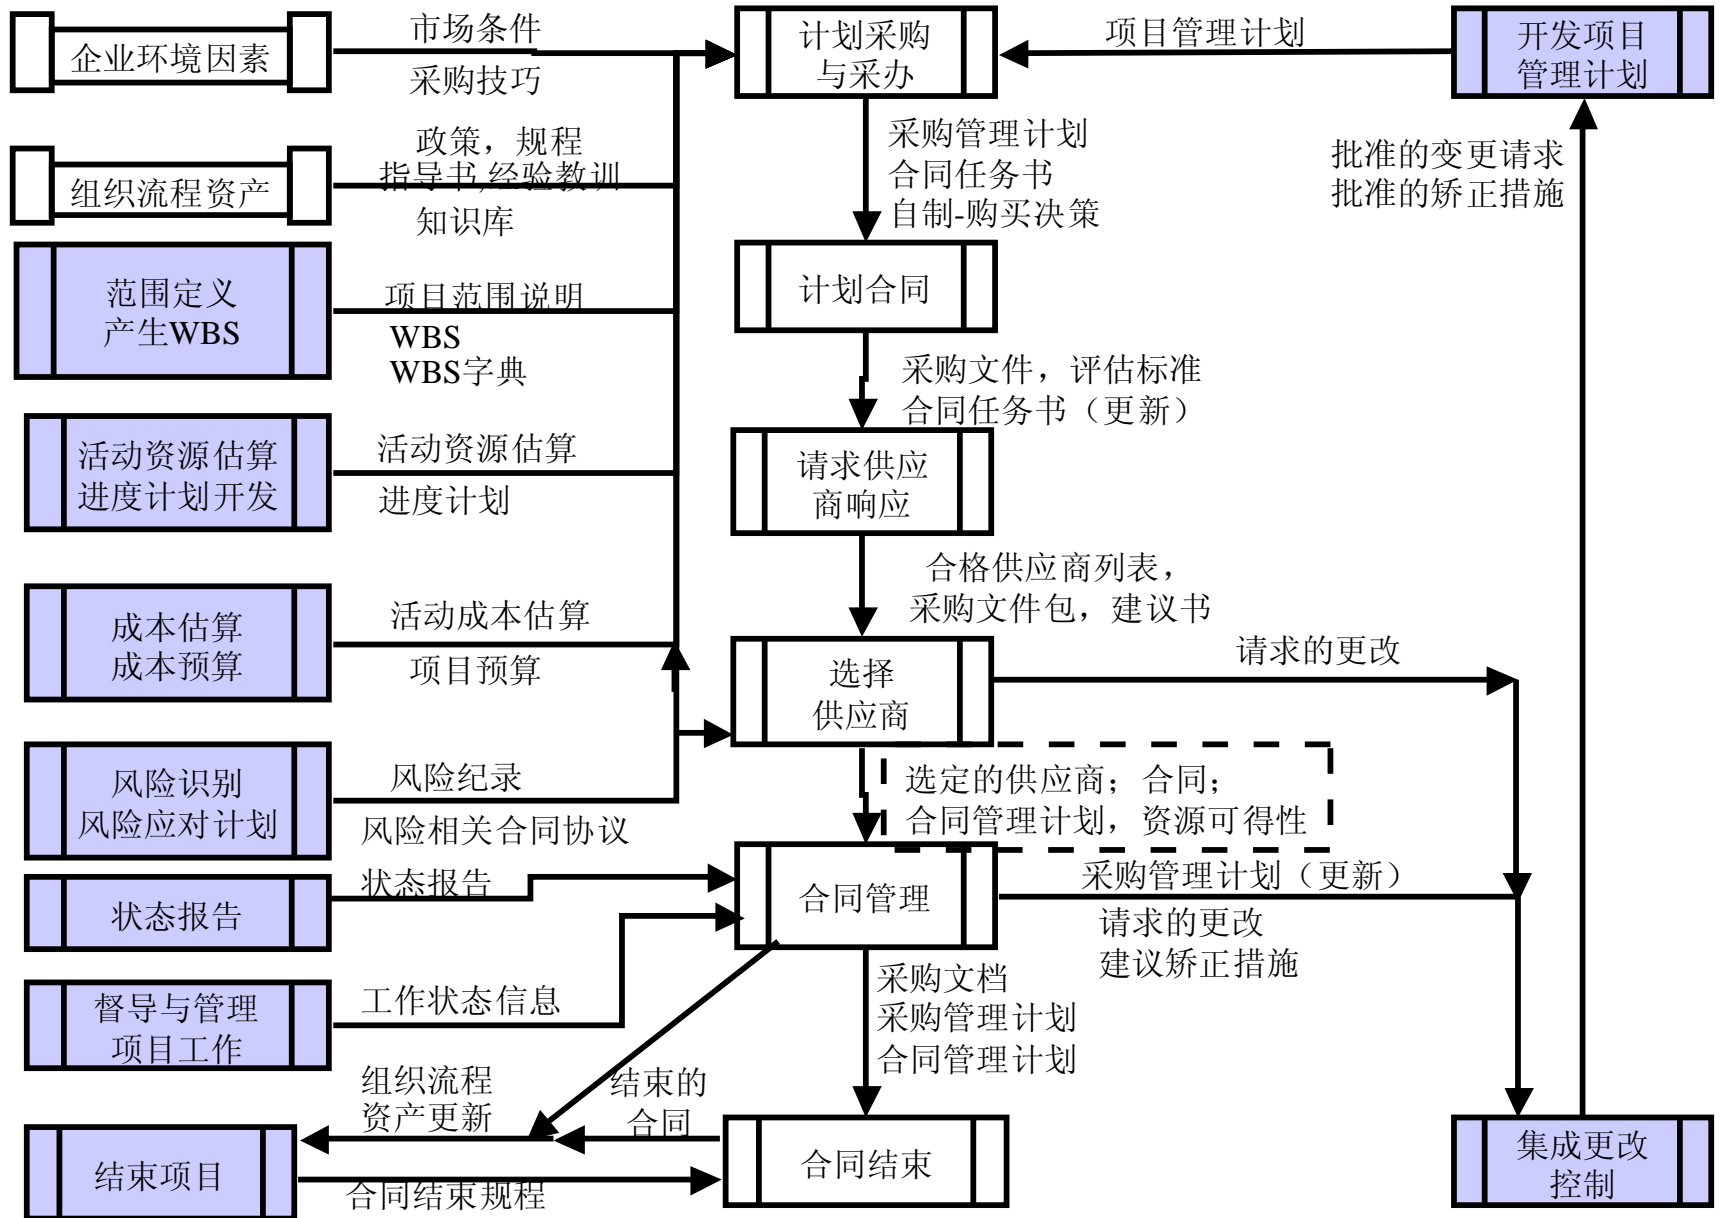 企业环境因素
市场条件
采购技巧
计划采购
与采办
项目管理计划
开发项目
管理计划
组织流程资产
政策，规程
指导书,经验教训
知识库
采购管理计划
合同任务书
自制-购买决策
批准的变更请求
批准的矫正措施
范围定义
产生WBS
项目范围说明
WBS
WBS字典
计划合同
采购文件，评估标准
合同任务书（更新）
活动资源估算
进度计划开发
活动资源估算
进度计划
请求供应
商响应
合格供应商列表，
采购文件包，建议书
成本估算
成本预算
活动成本估算
项目预算
选择
供应商
请求的更改
风险识别
风险应对计划
风险纪录
风险相关合同协议
选定的供应商；合同；
合同管理计划，资源可得性
状态报告
状态报告
合同管理
采购管理计划（更新）
请求的更改
建议矫正措施
督导与管理
项目工作
工作状态信息
采购文档
采购管理计划
合同管理计划
结束项目
组织流程
资产更新
结束的
合同
合同结束规程
合同结束
集成更改
控制